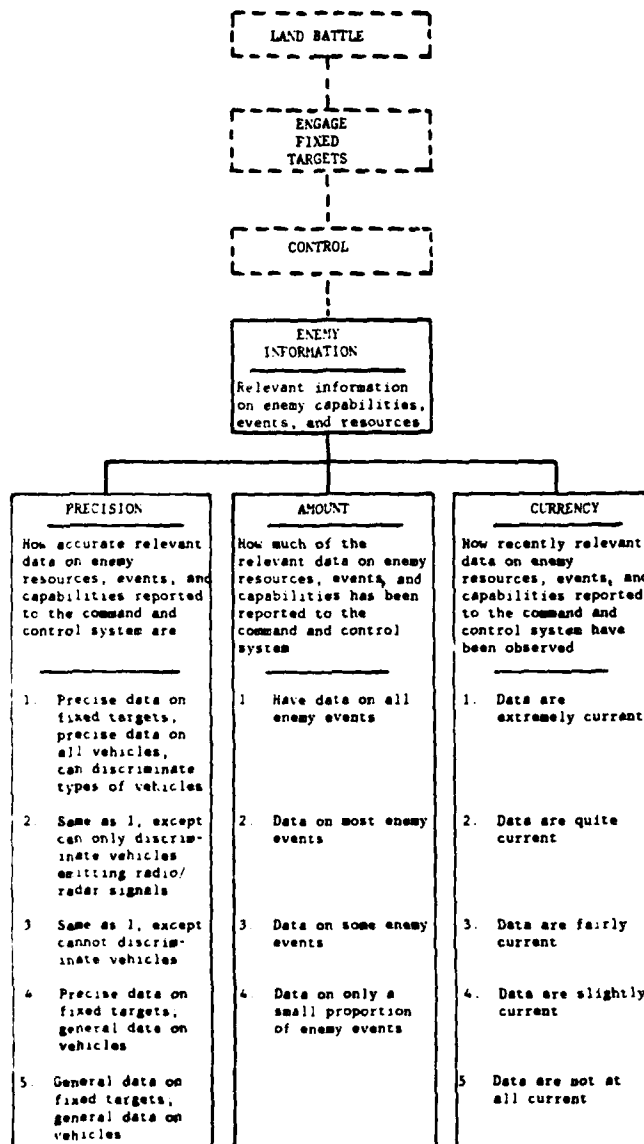 LAND BATTLE
ENGAGE
FIXED
TARGETS
CONTROL
ENEMY
INFORMATION
Relevant information
on enemy capabilities,
events, and resources
PRECISION
How accurate relevant
data on enemy
resources, events, and
capabilities reported
to the command and
control system are
1. Precise data on
fixed targets,
precise data on
all vehicles,
can discriminate
types of vehicles
2. Same as 1, except
can only discrim-
inate vehicles
emitting radio/
radar signals
3 Same as 1, except
cannot discrim-
inate vehicles
4 Precise data on
fixed targets,
general data on
vehicles
5. General data on
fixed targets,
general data on
vehicles
AMOUNT
How much of the
relevant data on enemy
resources, events, and
capabilities has been
reported to the
command and control
system
1 Have data on all
enemy events
2. Data on most enemy
events
3. Data on some enemy
events
4. Data on only a
small proportion
of enemy events
CURRENCY
How recently relevant
data on enemy
resources, events, and
capabilities reported
to the command and
control system have
been observed
1. Data are
extremely current
2. Data are quite
current
3. Data are fairly
current
4. Data are slightly
current
5 Data are not at
all current